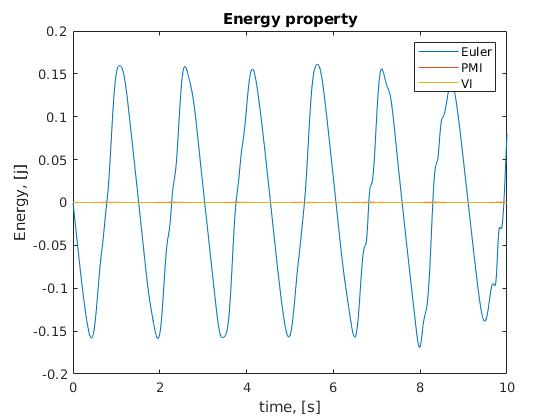 Energy property
Euler
PMI
VI
0.2
0.15
0.1
0.05
0
-0.05
-0.1
-0.15
-0.2
Energy, [j]
0 2 4 6 8 10
time, [s]